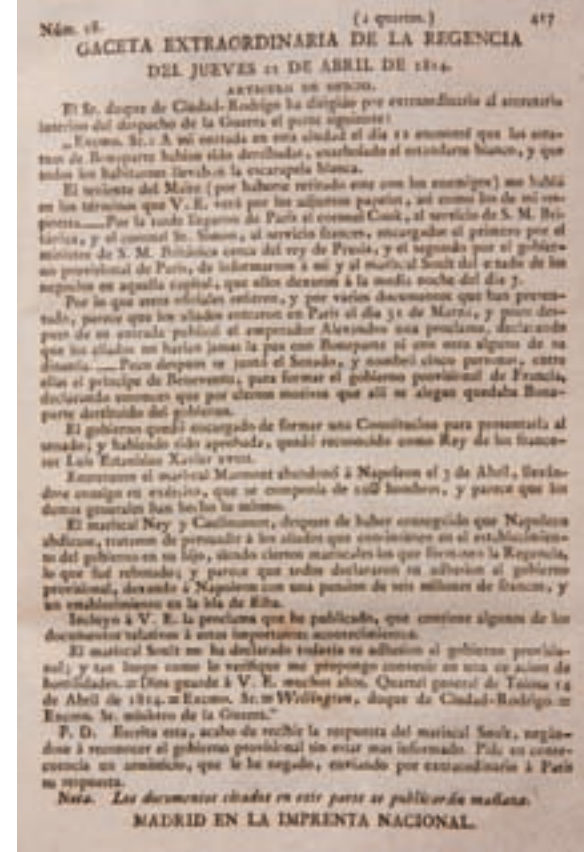 Núm. 18. (2 quartos.) 417
GACETA EXTRAORDINARIA DE LA REGENCIA
DEL JUEVES 21 DE ABRIL DE 1814.
ARTICULO DE OFICIO.
El Sr. duque de Ciudad-Rodrigo ha dirigido por extraordinario al secretario
interino del despacho de la Guerra el parte siguiente:
„Excmo. Sr.: A mi entrada en esta ciudad el dia 12 encontré que las esta-
tuas de Bonaparte habian sido derribadas, enarbolado el estandarte blanco, y que
todos los habitantes llevaban la escarapela blanca.
El teniente del Maire (por haberse retirado este con los enemigos) me habló
en los términos que V. E. verá por los adjuntos papeles, así como los de mi res-
puesta.__Por la tarde llegaron de Paris el coronel Cook, al servicio de S. M. Bri-
tánica, y el coronel St. Simon, al servicio frances, encargados el primero por el
ministro de S. M. Británica cerca del rey de Prusia, y el segundo por el gobier-
no provisional de Paris, de informarnos á mí y al mariscal Soult del estado de los
negocios en aquella capital, que ellos dexaron á la media noche del dia 7.
Por lo que estos oficiales refieren, y por varios documentos que han presen-
tado, parece que los aliados entraron en Paris el dia 31 de Marzo, y poco des-
pues de su entrada publicó el emperador Alexandro una proclama, declarando
que los aliados no harian jamas la paz con Bonaparte ni con otro alguno de su
dinastía.__Poco despues se juntó el Senado, y nombró cinco personas, entre
ellas el príncipe de Benevento, para formar el gobierno provisional de Francia,
declarando entonces que por ciertos motivos que allí se alegan quedaba Bona-
parte destituido del gobierno.
El gobierno quedó encargado de formar una Constitucion para presentarla al
senado; y habiendo sido aprobada, quedó reconocido como Rey de los france-
ses Luis Estanislao Xavier XVIII.
Entretanto el mariscal Marmont abandonó á Napoleon el 3 de Abril, lleván-
dose consigo su exército, que se componia de hombres, y parece que los
demas generales han hecho lo mismo.
El mariscal Ney y Caulincourt, despues de haber conseguido que Napoleon
abdicase, trataron de persuadir á los aliados que conviniesen en el establecimien-
to del gobierno en su hijo, siendo ciertos mariscales los que formasen la Regencia,
lo que fué rehusado; y parece que todos declararon su adhesion al gobierno
provisional, dexando á Napoleon con una pension de seis millones de francos, y
un establecimiento en la isla de Elba.
Incluyo á V. E. la proclama que he publicado, que contiene algunos de los
documentos relativos á estos importantes acontecimientos.
El mariscal Soult no ha declarado todavía su adhesion al gobierno provisio-
nal; y tan luego como lo verifique me propongo convenir en una cesacion de
hostilidades.=Dios guarde á V. E. muchos años. Quartel general de Tolosa 14
de Abril de 1814.=Excmo. Sr.=Wellington, duque de Ciudad-Rodrigo.=
Excmo. Sr. ministro de la Guerra."
P. D. Escrita esta, acabo de recibir la respuesta del mariscal Soult, negán-
dose á reconocer el gobierno provisional sin estar mas informado. Pide en conse-
cuencia un armisticio, que le he negado, enviando por extraordinario á Paris
su respuesta.
Nota. Los documentos citados en este parte se publicarán mañana.
MADRID EN LA IMPRENTA NACIONAL.